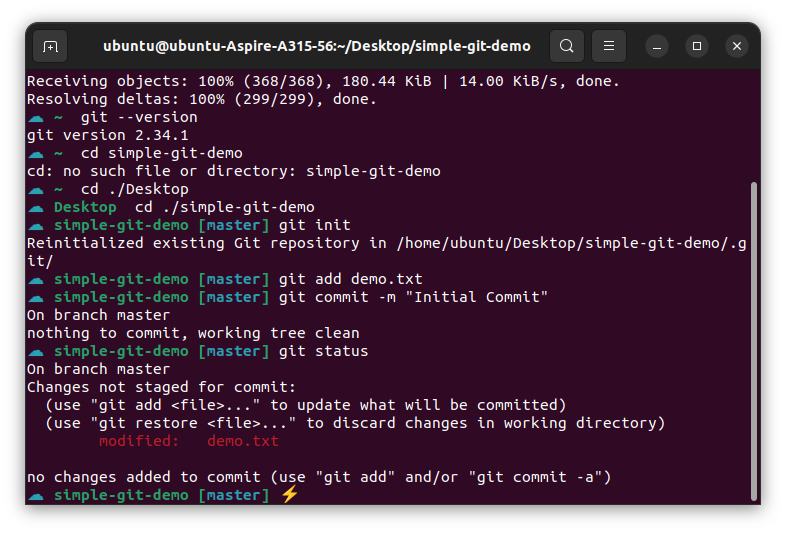 ubuntu@ubuntu-Aspire-A315-56:~/Desktop/simple-git-demo
Receiving objects: 100% (368/368), 180.44 KiB | 14.00 KiB/s, done.
Resolving deltas: 100% (299/299), done.
☁ ~ git --version
git version 2.34.1
☁ ~ cd simple-git-demo
cd: no such file or directory: simple-git-demo
☁ ~ cd ./Desktop
☁ Desktop cd ./simple-git-demo
☁ simple-git-demo [master] git init
Reinitialized existing Git repository in /home/ubuntu/Desktop/simple-git-demo/.g
it/
☁ simple-git-demo [master] git add demo.txt
☁ simple-git-demo [master] git commit -m "Initial Commit"
On branch master
nothing to commit, working tree clean
☁ simple-git-demo [master] git status
On branch master
Changes not staged for commit:
  (use "git add <file>..." to update what will be committed)
  (use "git restore <file>..." to discard changes in working directory)
        modified:   demo.txt

no changes added to commit (use "git add" and/or "git commit -a")
☁ simple-git-demo [master] ⚡